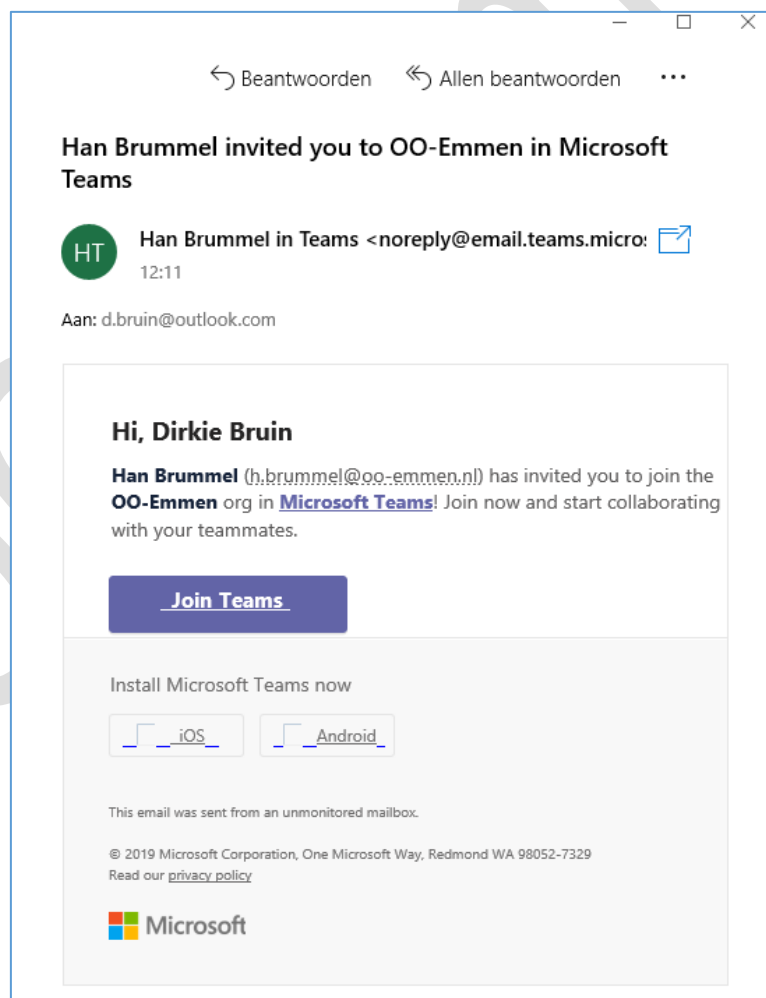 Beantwoorden Allen beantwoorden
Han Brummel invited you to OO-Emmen in Microsoft
Teams
HT
Han Brummel in Teams <noreply@email.teams.micro
12:11
Aan: d.bruin@outlook.com
Hi, Dirkie Bruin
Han Brummel (h.brummel@oo-emmen.nl) has invited you to join the
OO-Emmen org in Microsoft Teams! Join now and start collaborating
with your teammates.
Join Teams
Install Microsoft Teams now
iOS Android
This email was sent from an unmonitored mailbox.
© 2019 Microsoft Corporation, One Microsoft Way, Redmond WA 98052-7329
Read our privacy policy
Microsoft